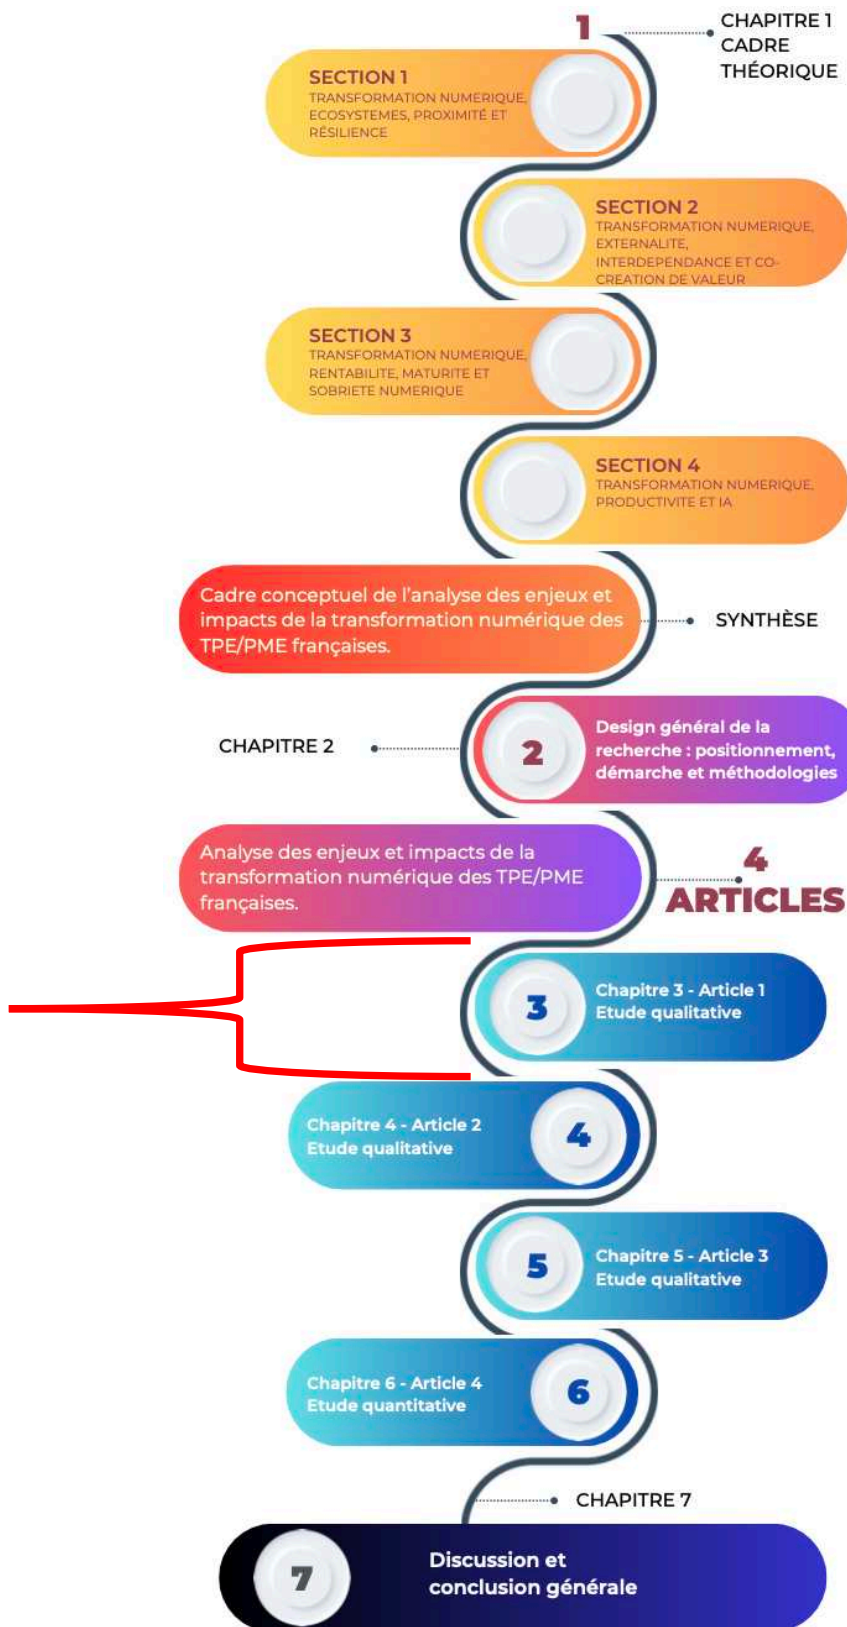 1
CHAPITRE 1
CADRE
THÉORIQUE
SECTION 1
TRANSFORMATION NUMERIQUE,
ECOSYSTEMES, PROXIMITÉ ET
RÉSILIENCE
SECTION 2
TRANSFORMATION NUMERIQUE,
EXTERNALITE,
INTERDEPENDANCE ET CO-
CREATION DE VALEUR
SECTION 3
TRANSFORMATION NUMERIQUE,
RENTABILITE, MATURITE ET
SOBRIETE NUMERIQUE
SECTION 4
TRANSFORMATION NUMERIQUE,
PRODUCTIVITE ET IA
Cadre conceptuel de l'analyse des enjeux et
impacts de la transformation numérique des
TPE/PME françaises.
SYNTHÈSE
CHAPITRE 2
2
Design général de la
recherche : positionnement,
démarche et méthodologies
Analyse des enjeux et impacts de la
transformation numérique des TPE/PME
françaises.
4
ARTICLES
3
Chapitre 3 - Article 1
Etude qualitative
Chapitre 4 - Article 2
Etude qualitative
4
5
Chapitre 5 - Article 3
Etude qualitative
Chapitre 6 - Article 4
Etude quantitative
6
CHAPITRE 7
7
Discussion et
conclusion générale